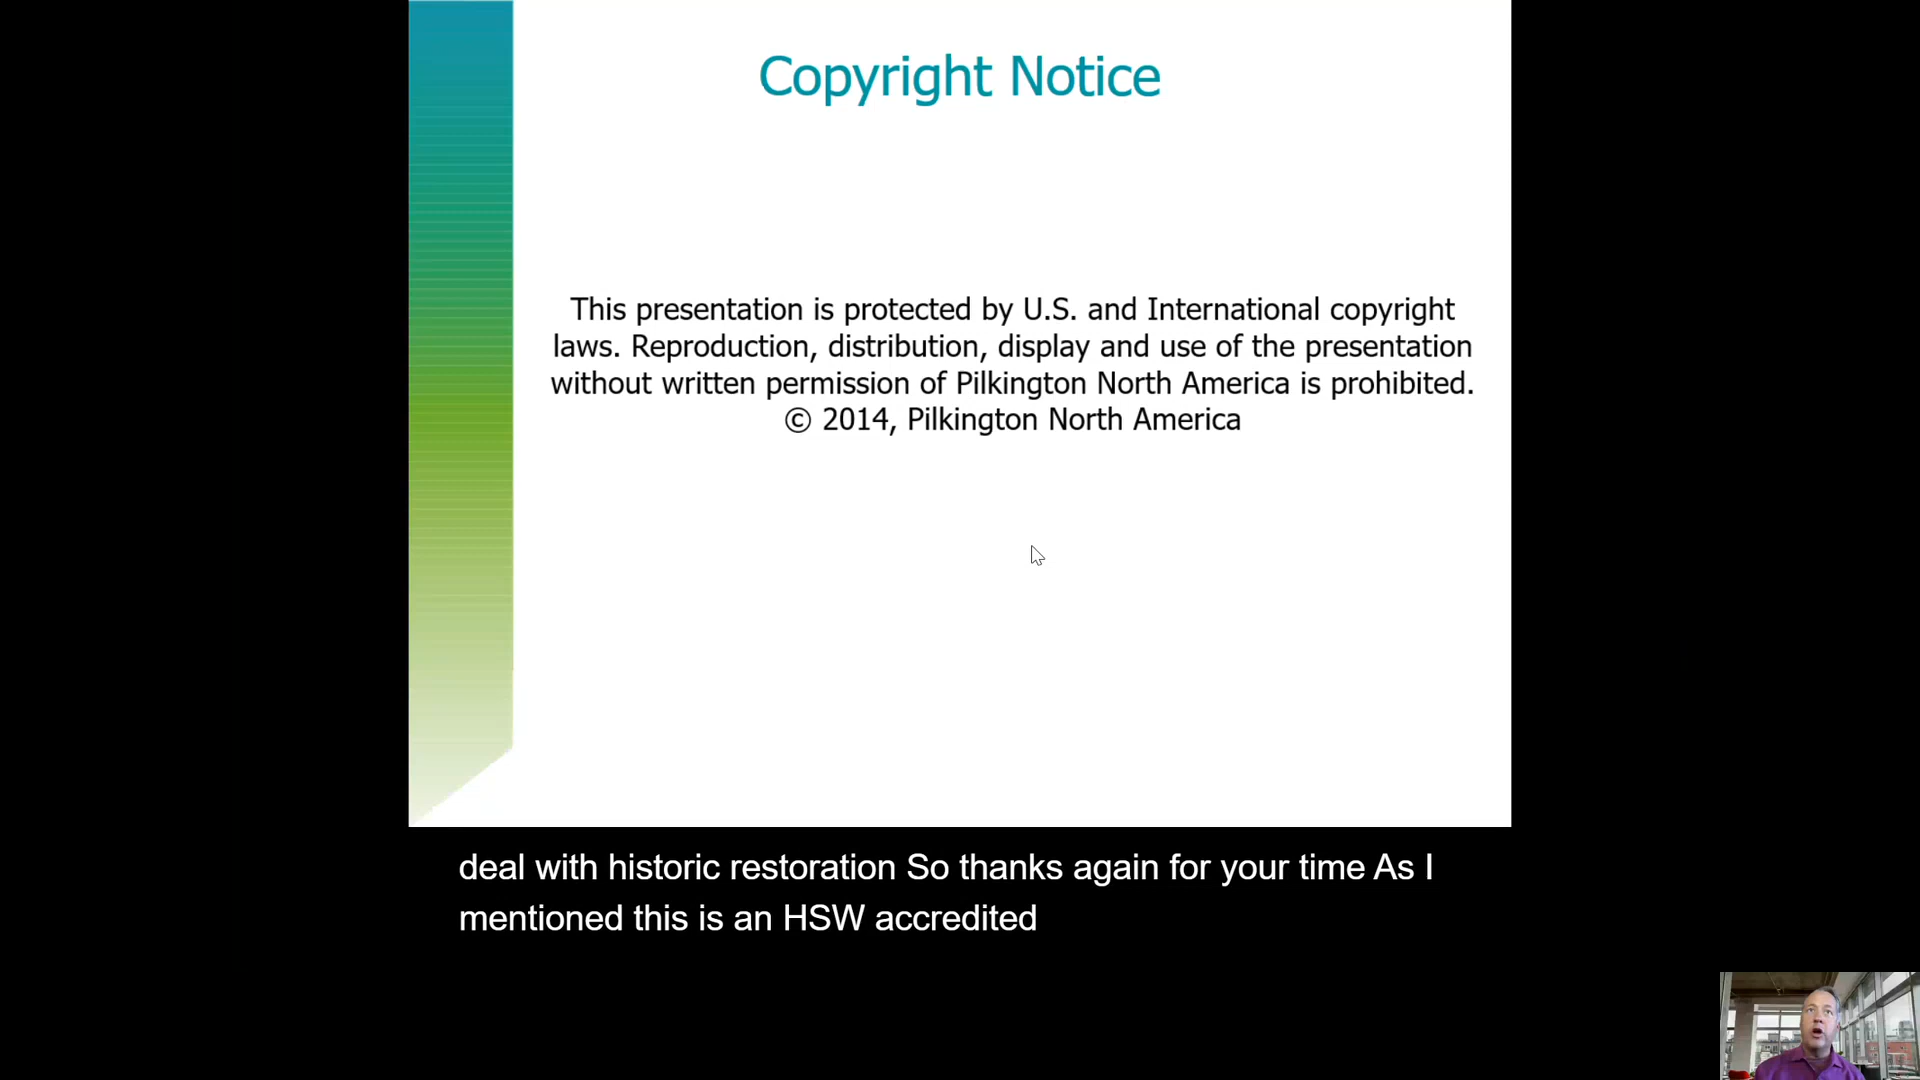 Copyright Notice
This presentation is protected by U.S. and International copyright
laws. Reproduction, distribution, display and use of the presentation
without written permission of Pilkington North America is prohibited.
© 2014, Pilkington North America
deal with historic restoration So thanks again for your time As I
mentioned this is an HSW accredited